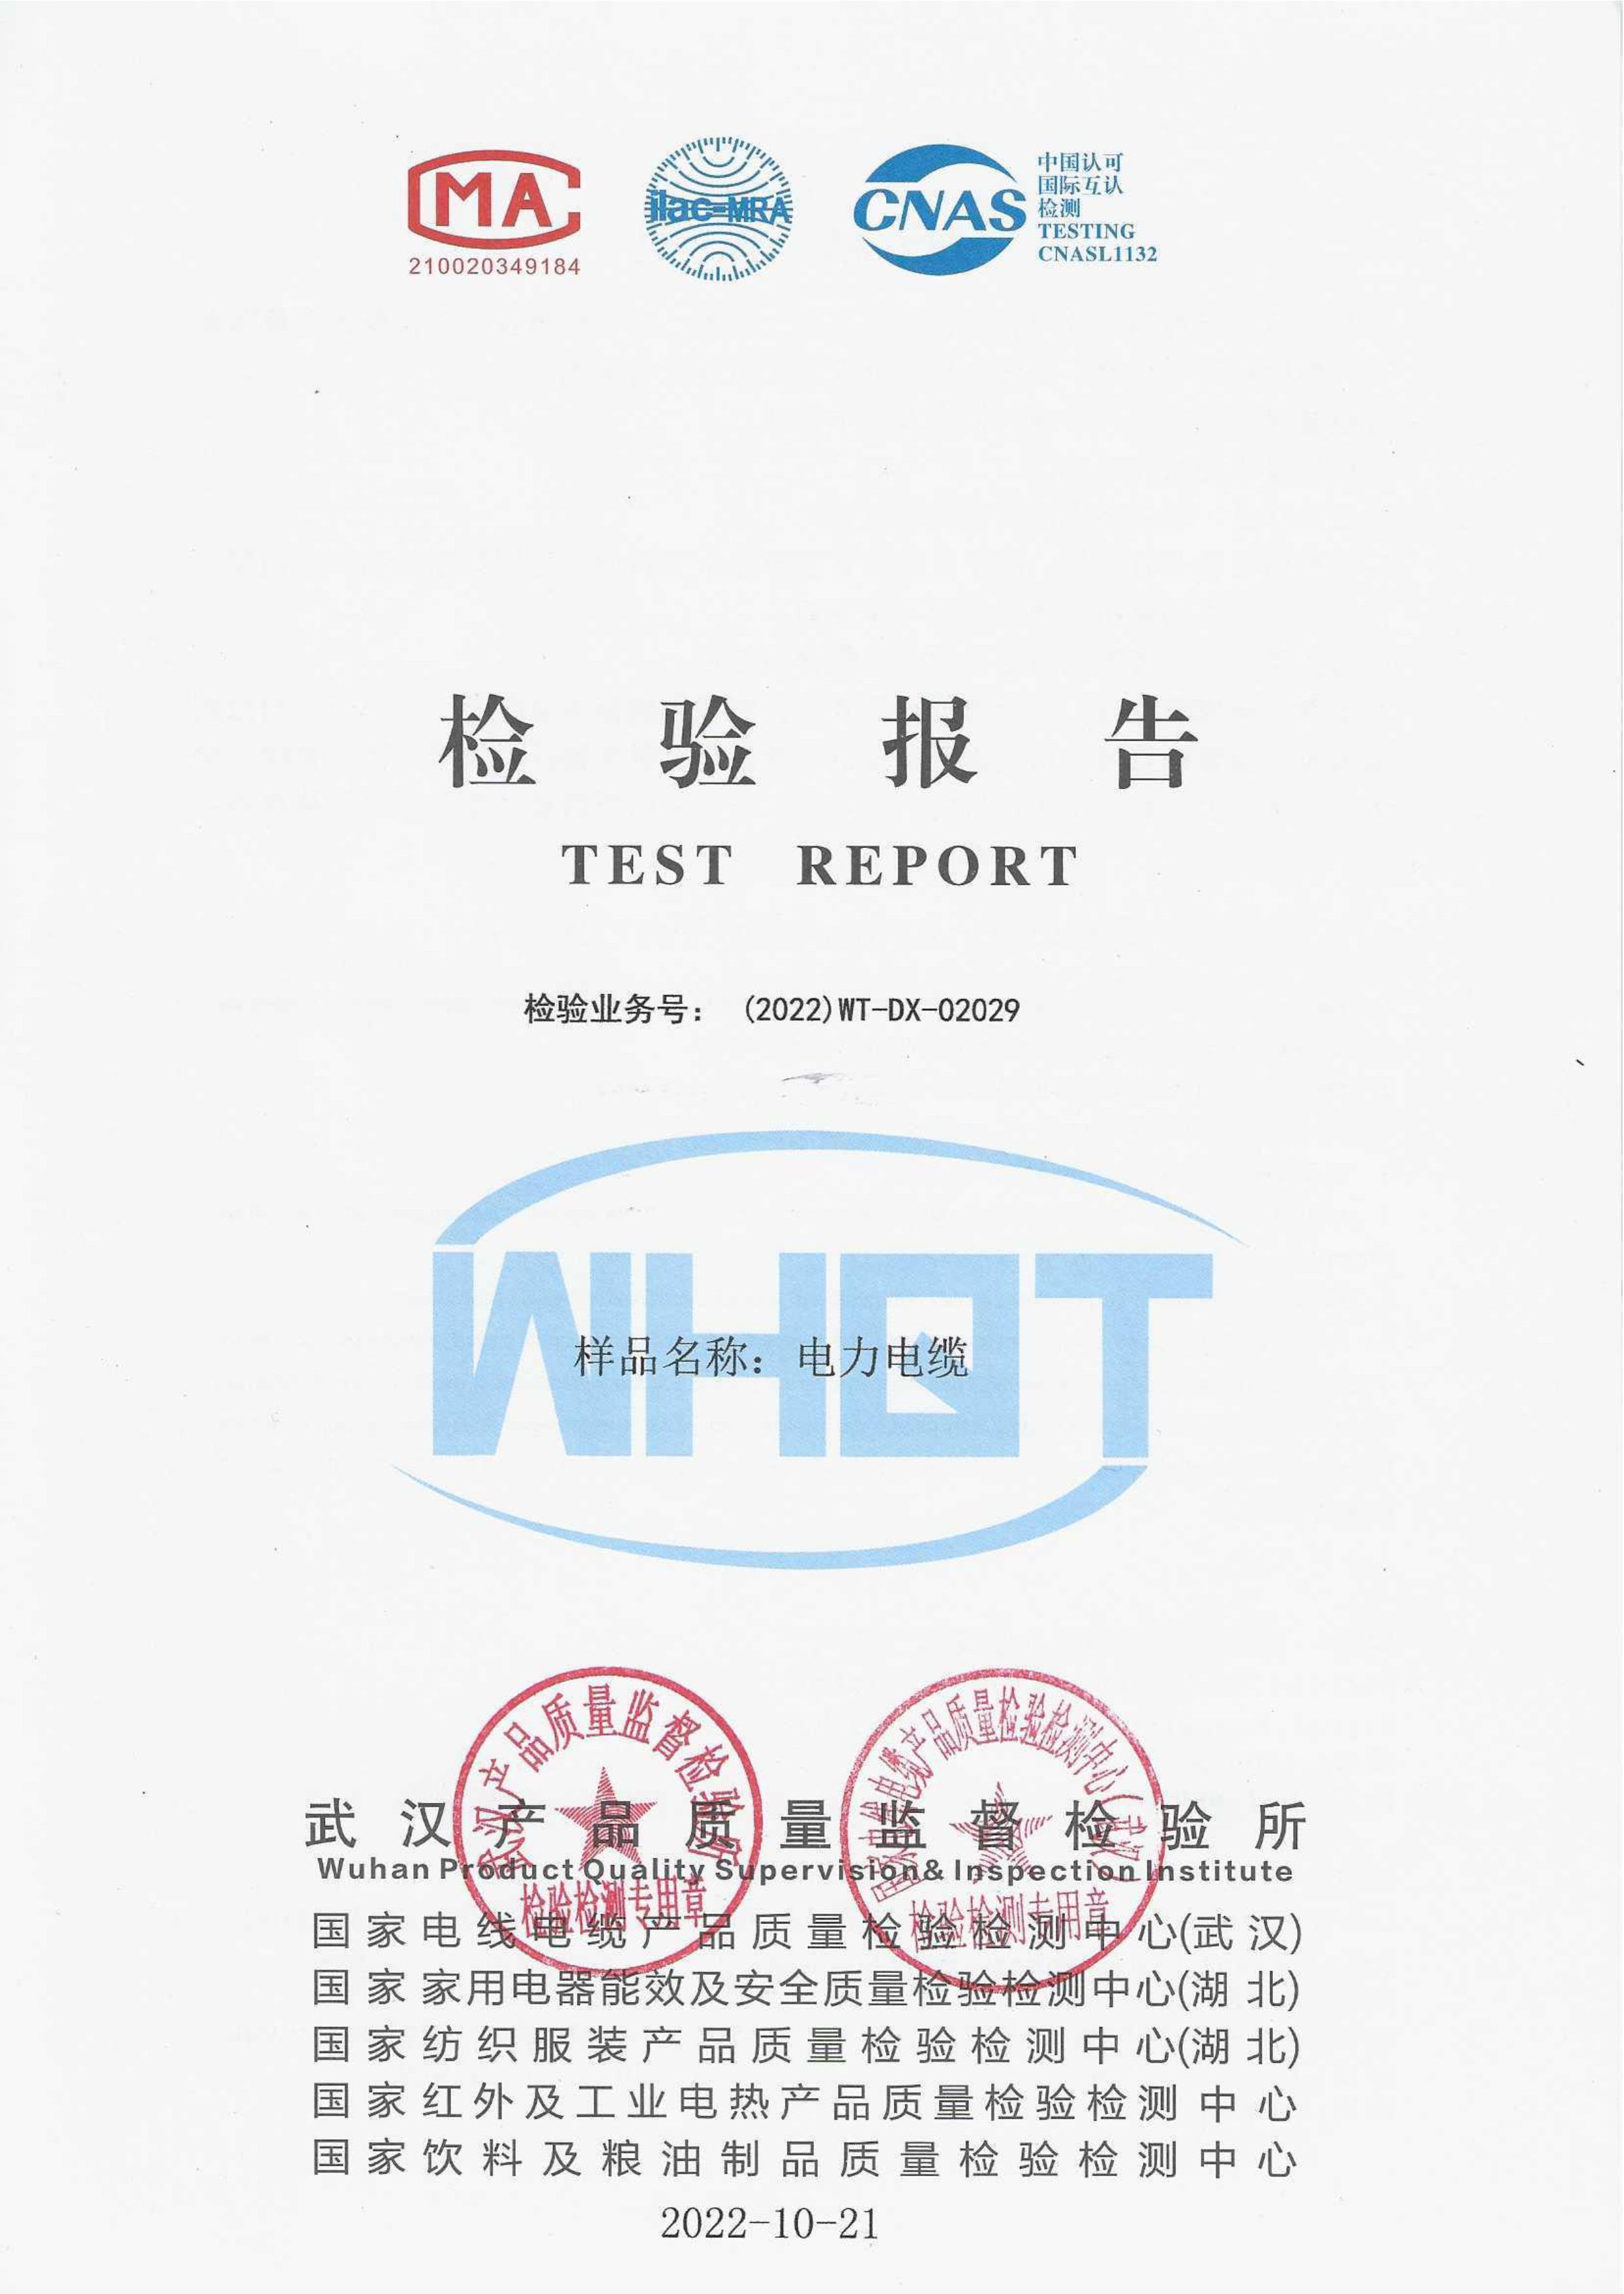 MA
210020349184
ilac-MRA
CNAS
中国认可
国际互认
检测
TESTING
CNASL1132
检验报告
TEST REPORT
检验业务号： (2022)WT-DX-02029
WHQT
样品名称：电力电缆
武汉产品质量监督检验所
检验检测专用章
国家电线电缆产品质量检验检测中心(武汉)
检验检测专用章
武汉产品质量监督检验所
Wuhan Product Quality Supervision& Inspection Institute
国家电线电缆产品质量检验检测中心(武汉)
国家家用电器能效及安全质量检验检测中心(湖北)
国家纺织服装产品质量检验检测中心(湖北)
国家红外及工业电热产品质量检验检测中心
国家饮料及粮油制品质量检验检测中心
2022-10-21